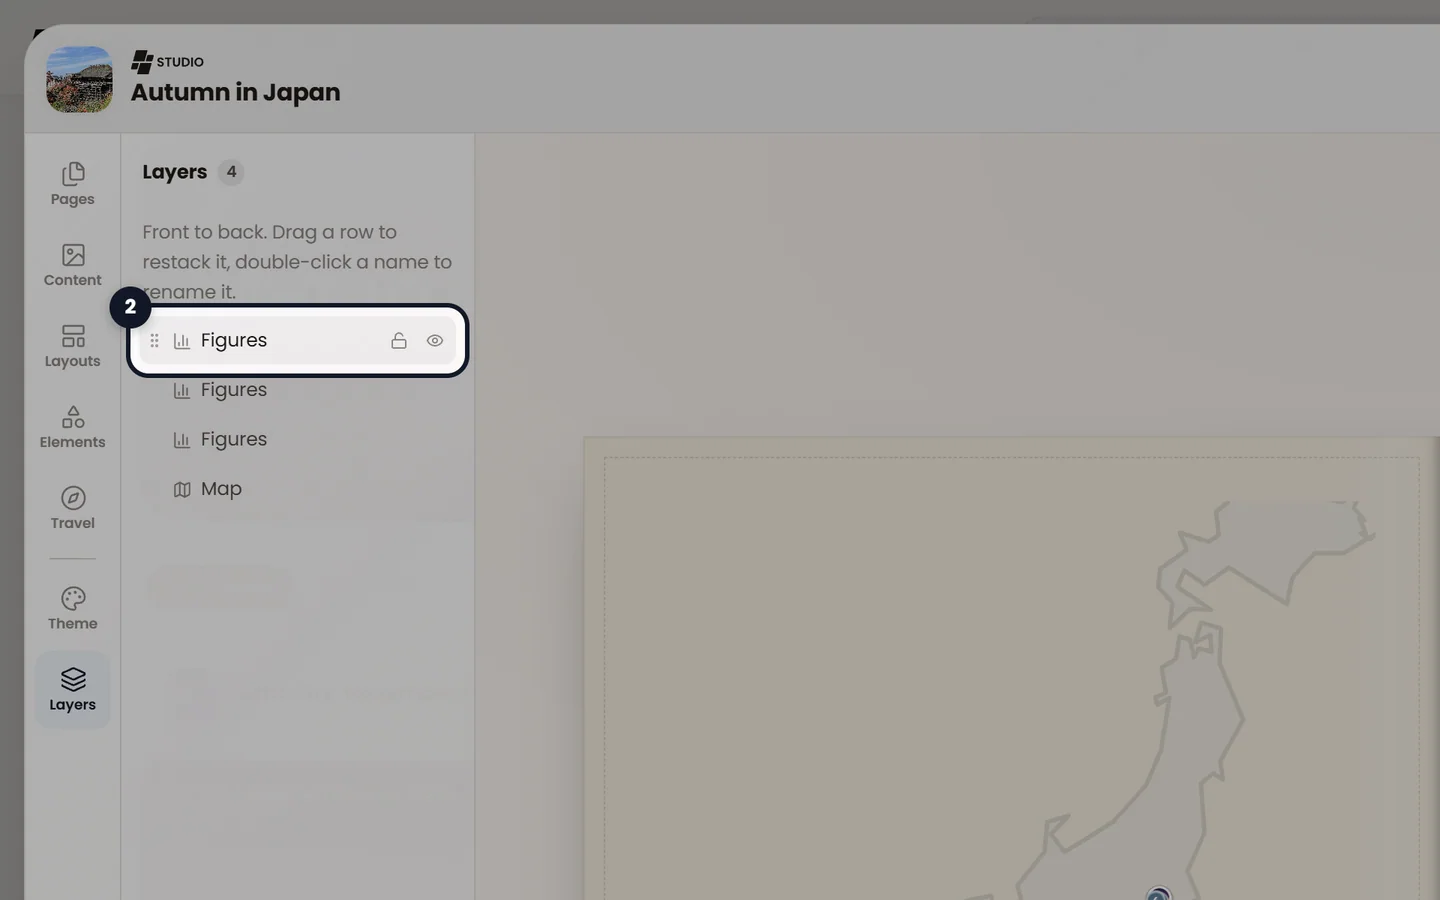 STUDIO
Autumn in Japan
Pages
Content
Layouts
Elements
Travel
Theme
Layers
Layers 4
Front to back. Drag a row to
restack it, double-click a name to
rename it.
2
Figures
Figures
Figures
Map